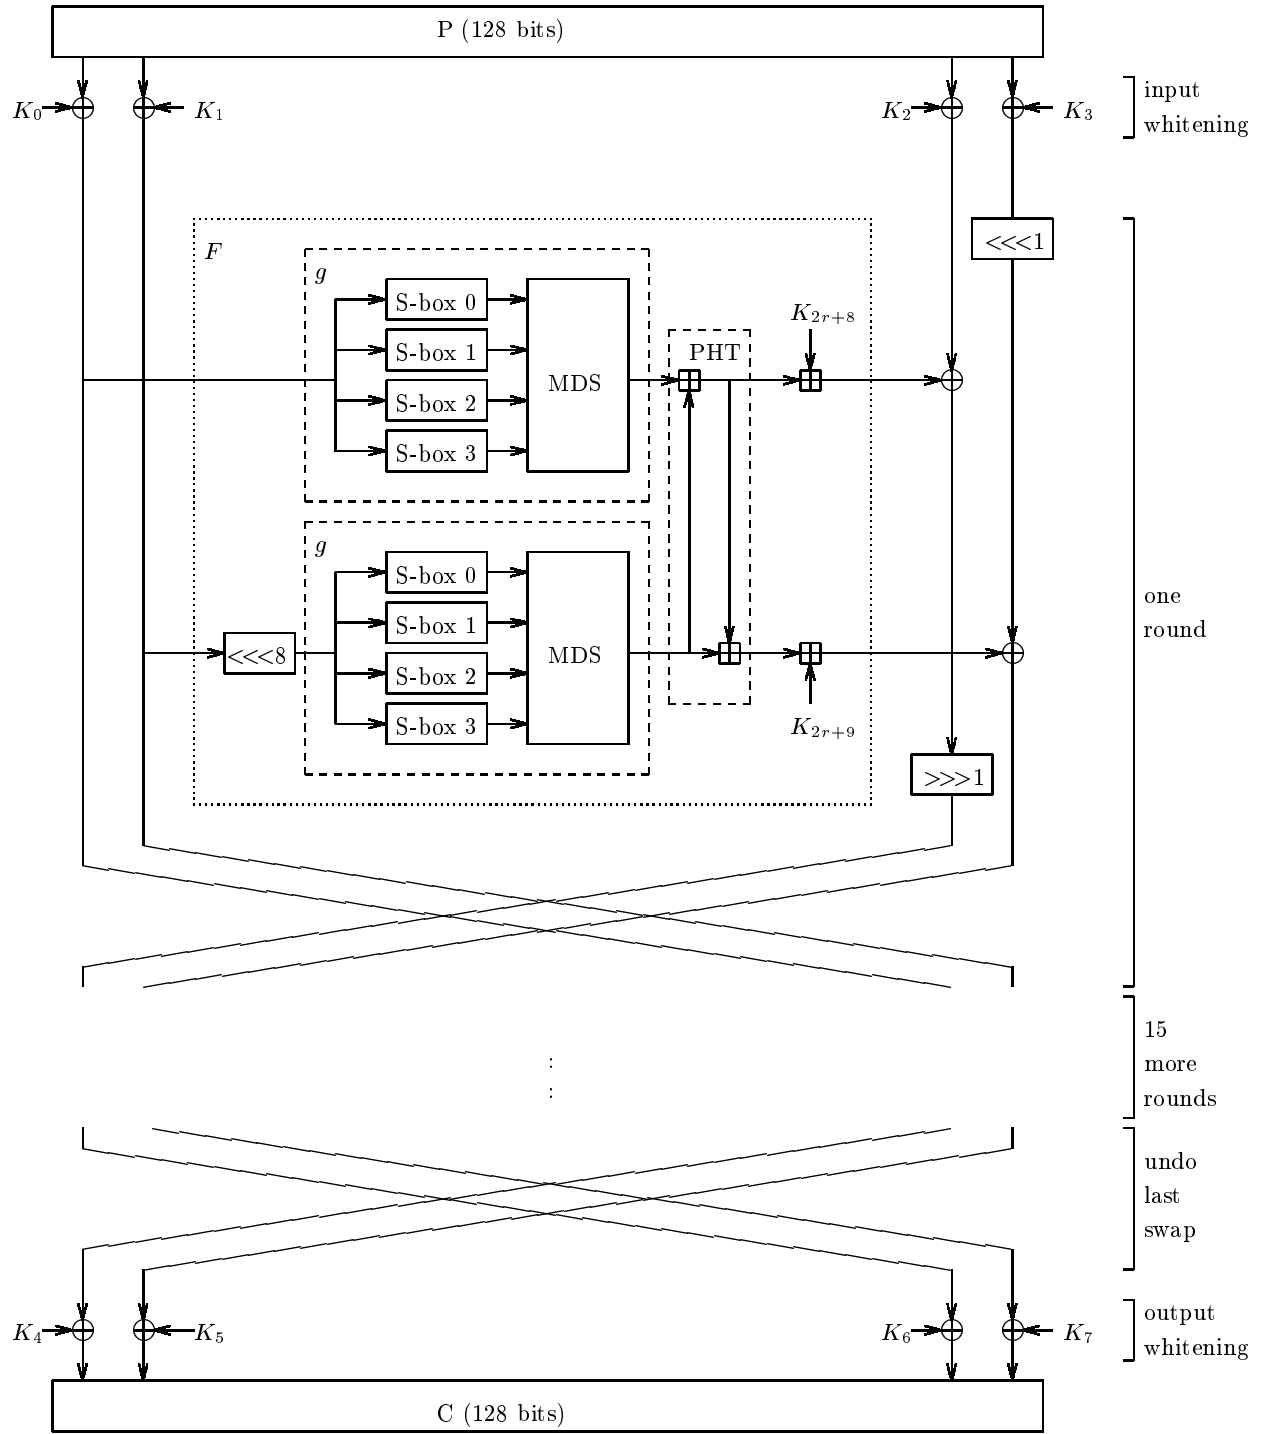 P (128 bits)
K₀
K₁
K₂
K₃
input
whitening
F
<<<1
g
S-box 0
S-box 1
S-box 2
S-box 3
MDS
PHT
K₂ᵣ₊₈
g
<<<8
S-box 0
S-box 1
S-box 2
S-box 3
MDS
K₂ᵣ₊₉
>>>1
one
round
15
more
rounds
undo
last
swap
K₄
K₅
K₆
K₇
output
whitening
C (128 bits)